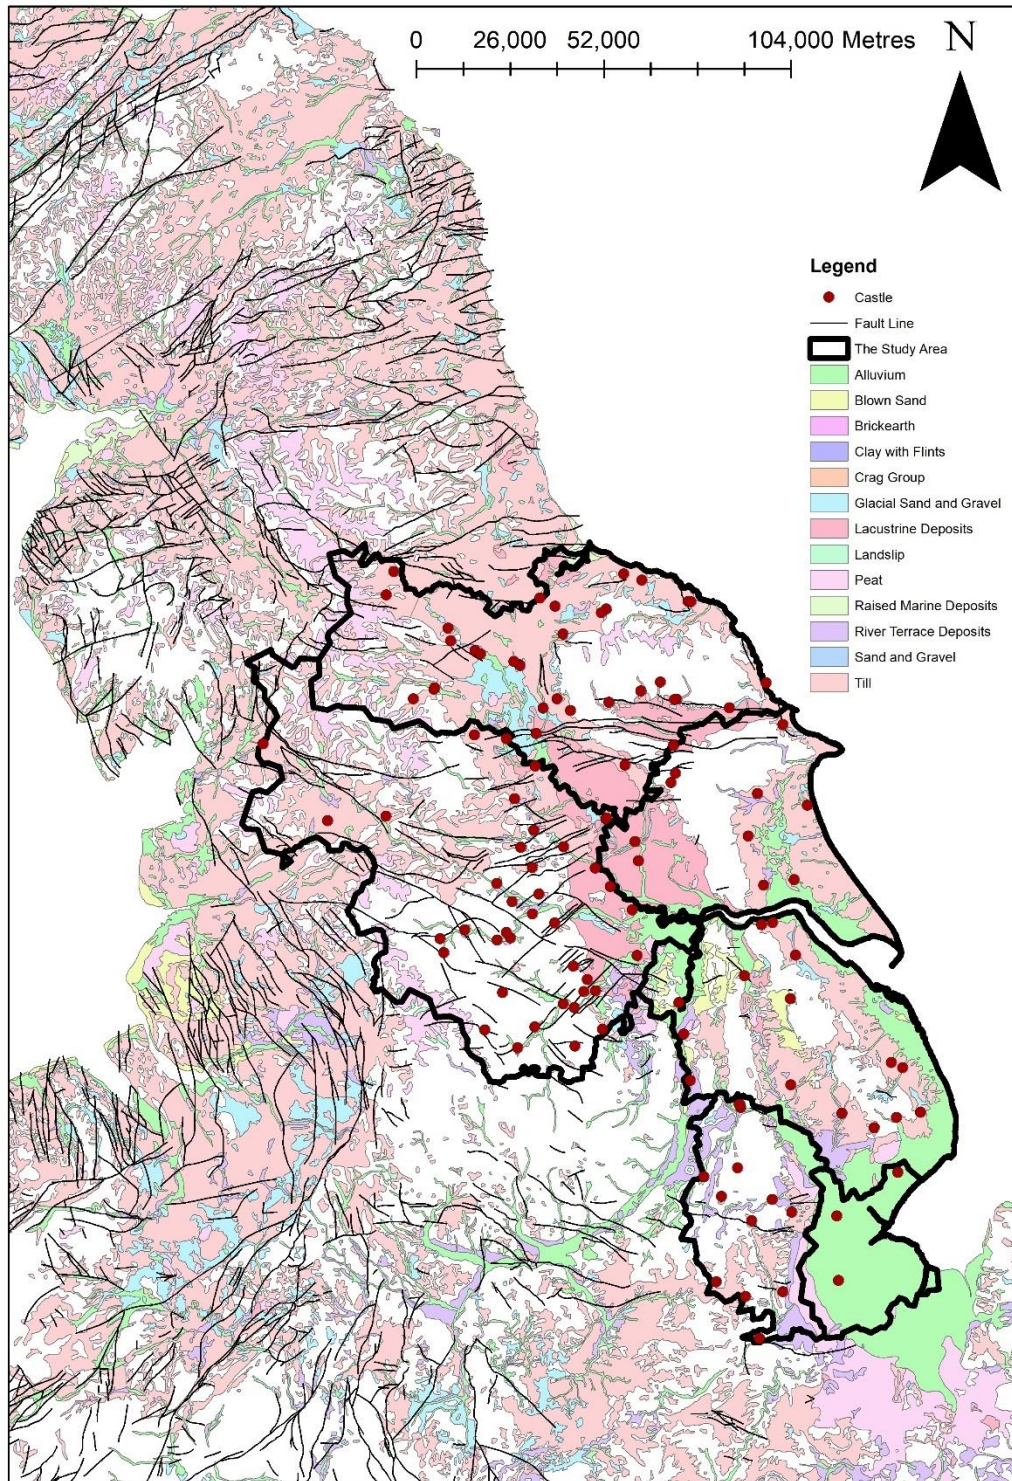 0 26,000 52,000 104,000 Metres N
Legend
Castle
Fault Line
The Study Area
Alluvium
Blown Sand
Brickearth
Clay with Flints
Crag Group
Glacial Sand and Gravel
Lacustrine Deposits
Landslip
Peat
Raised Marine Deposits
River Terrace Deposits
Sand and Gravel
Till